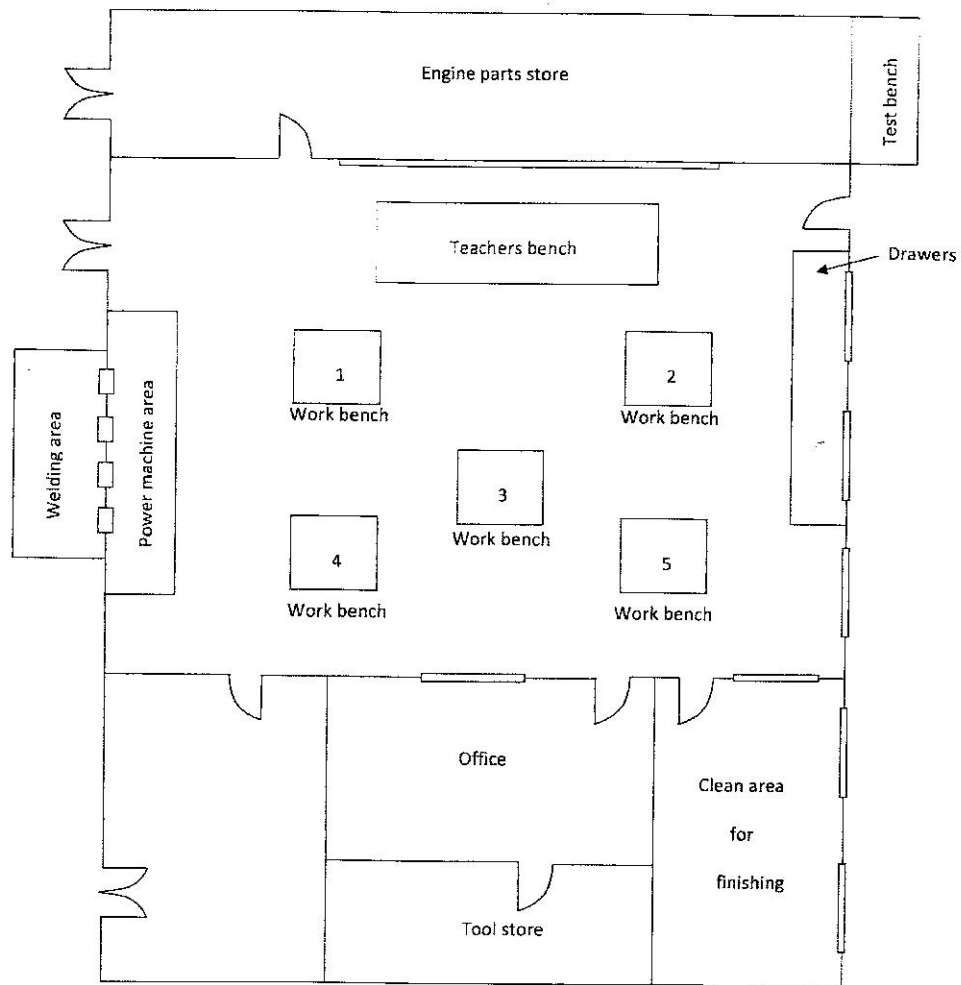 Engine parts store
Test bench
Teachers bench
Drawers
1
Work bench
2
Work bench
Welding area
Power machine area
3
Work bench
4
Work bench
5
Work bench
Office
Clean area
for
finishing
Tool store